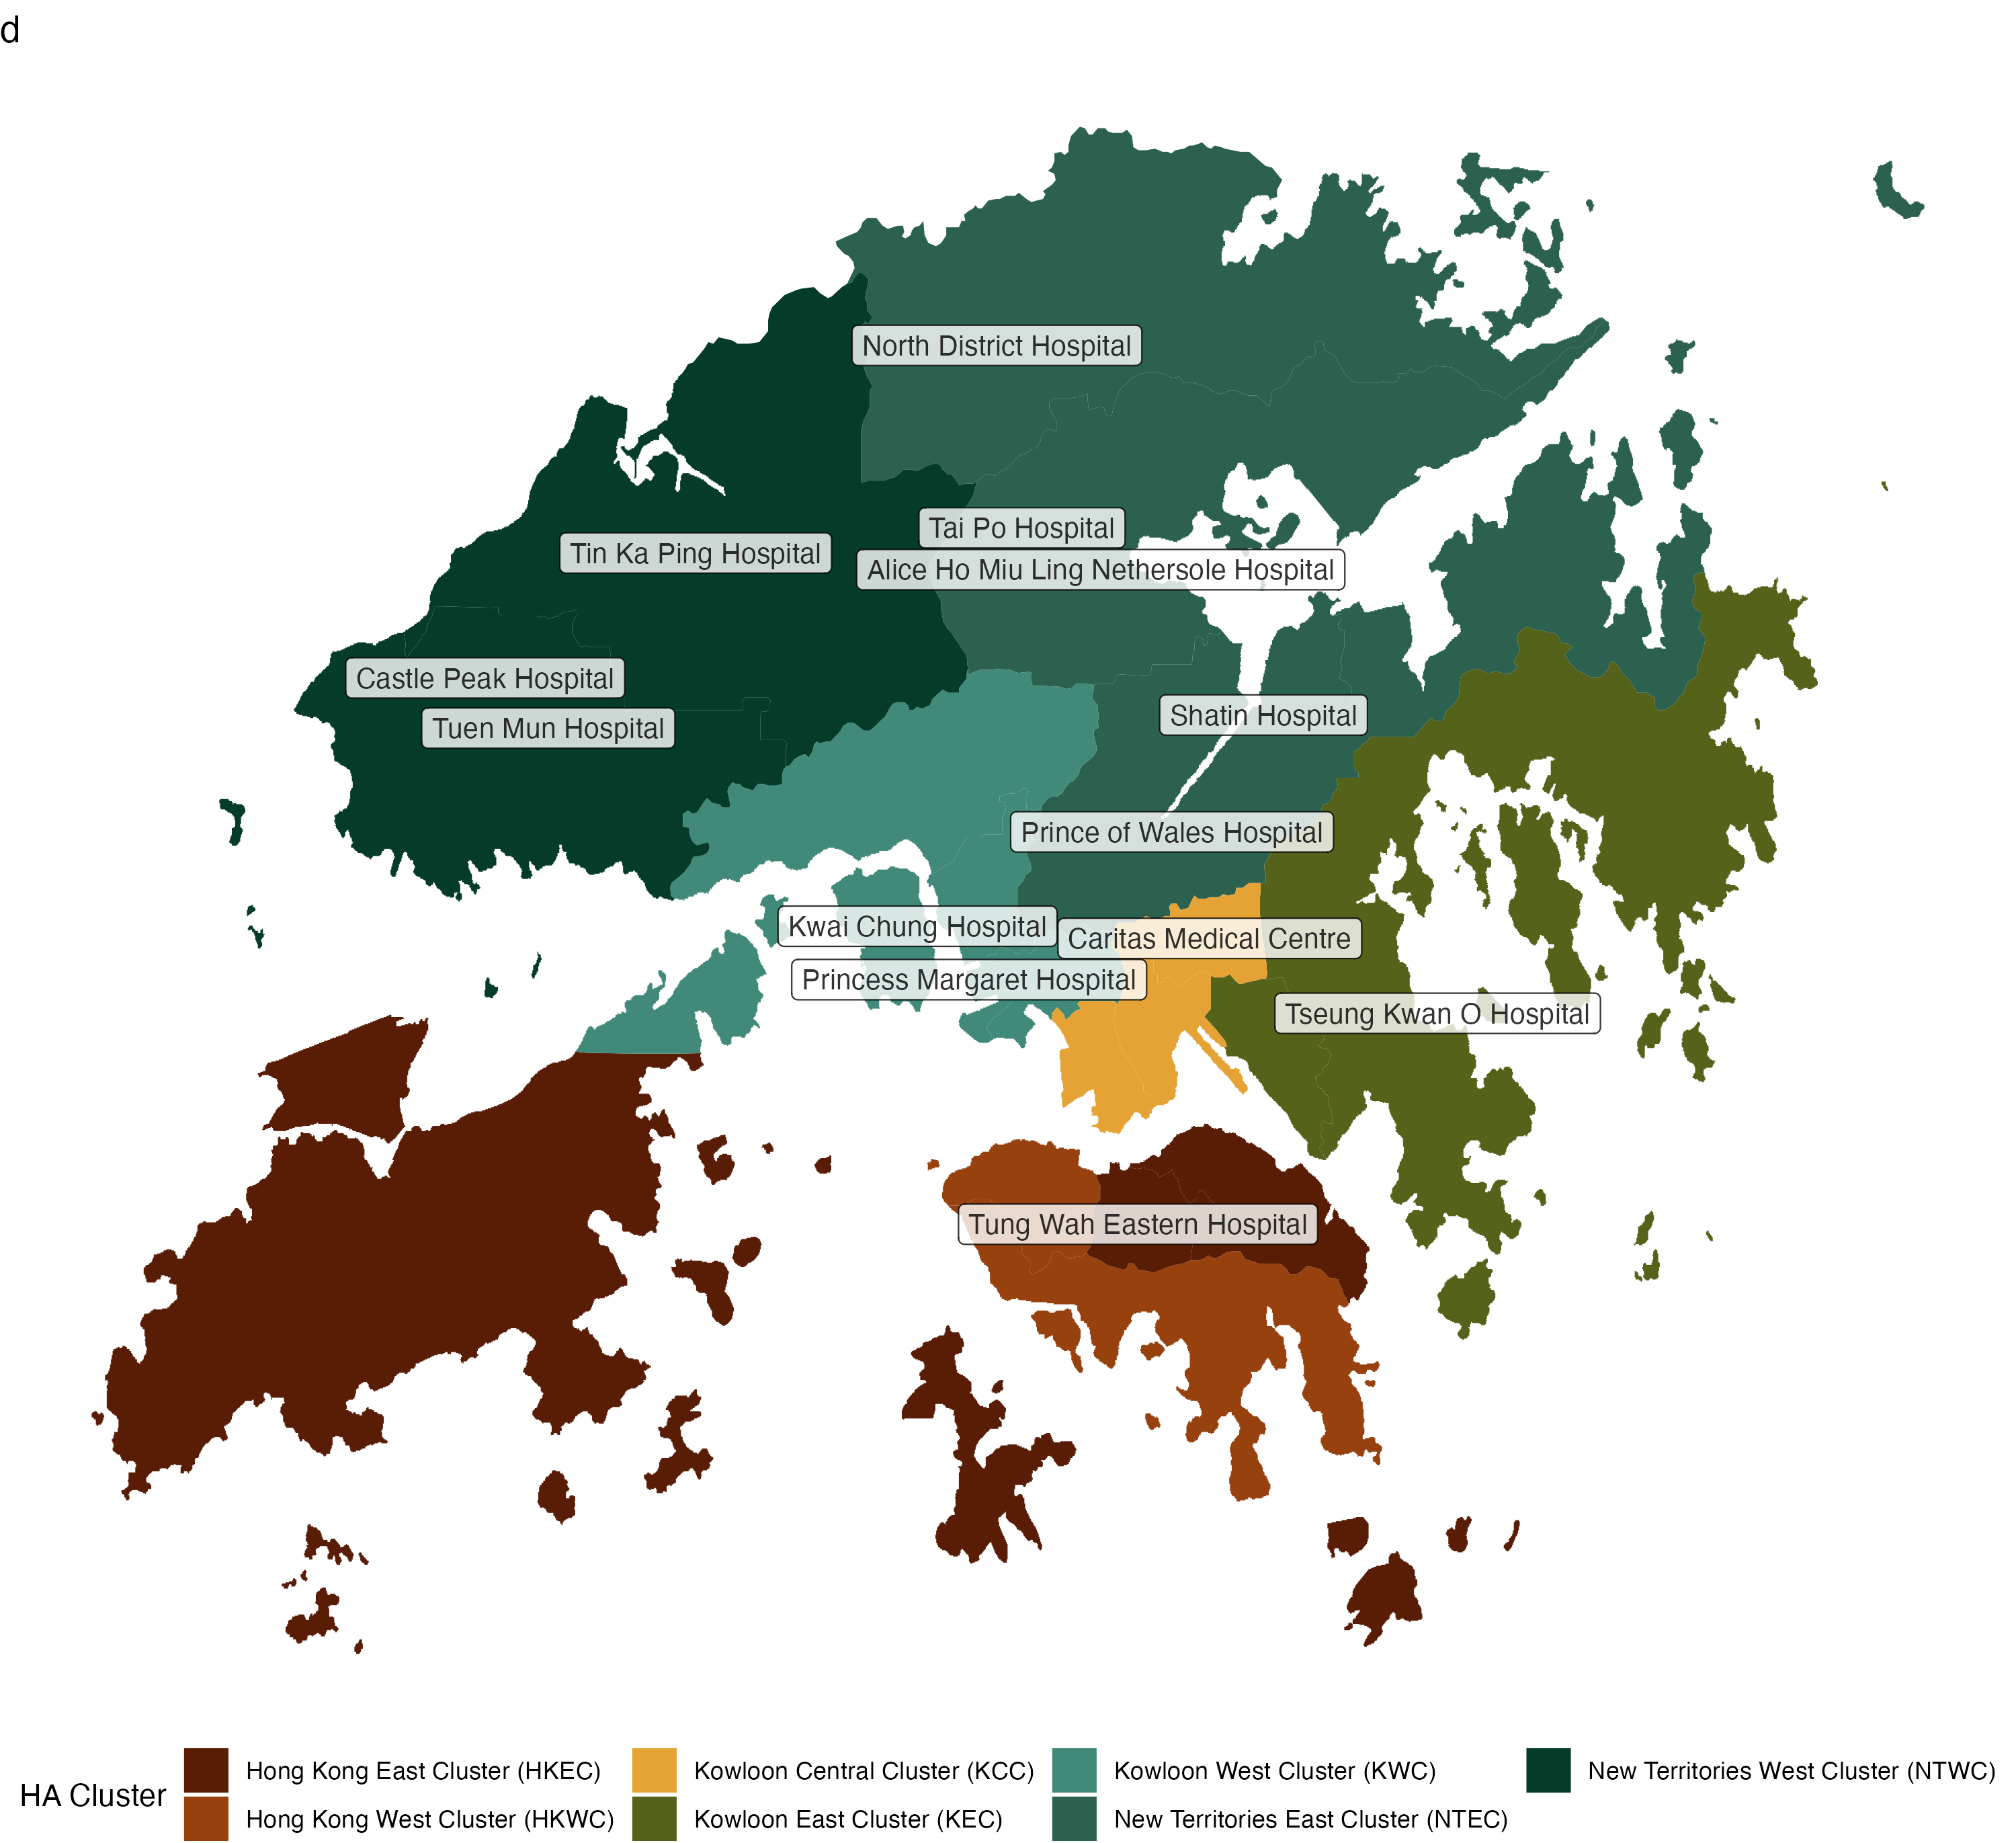 d
North District Hospital
Tai Po Hospital
Tin Ka Ping Hospital
Alice Ho Miu Ling Nethersole Hospital
Castle Peak Hospital
Shatin Hospital
Tuen Mun Hospital
Prince of Wales Hospital
Kwai Chung Hospital
Caritas Medical Centre
Princess Margaret Hospital
Tseung Kwan O Hospital
Tung Wah Eastern Hospital
HA Cluster
Hong Kong East Cluster (HKEC)
Hong Kong West Cluster (HKWC)
Kowloon Central Cluster (KCC)
Kowloon East Cluster (KEC)
Kowloon West Cluster (KWC)
New Territories East Cluster (NTEC)
New Territories West Cluster (NTWC)